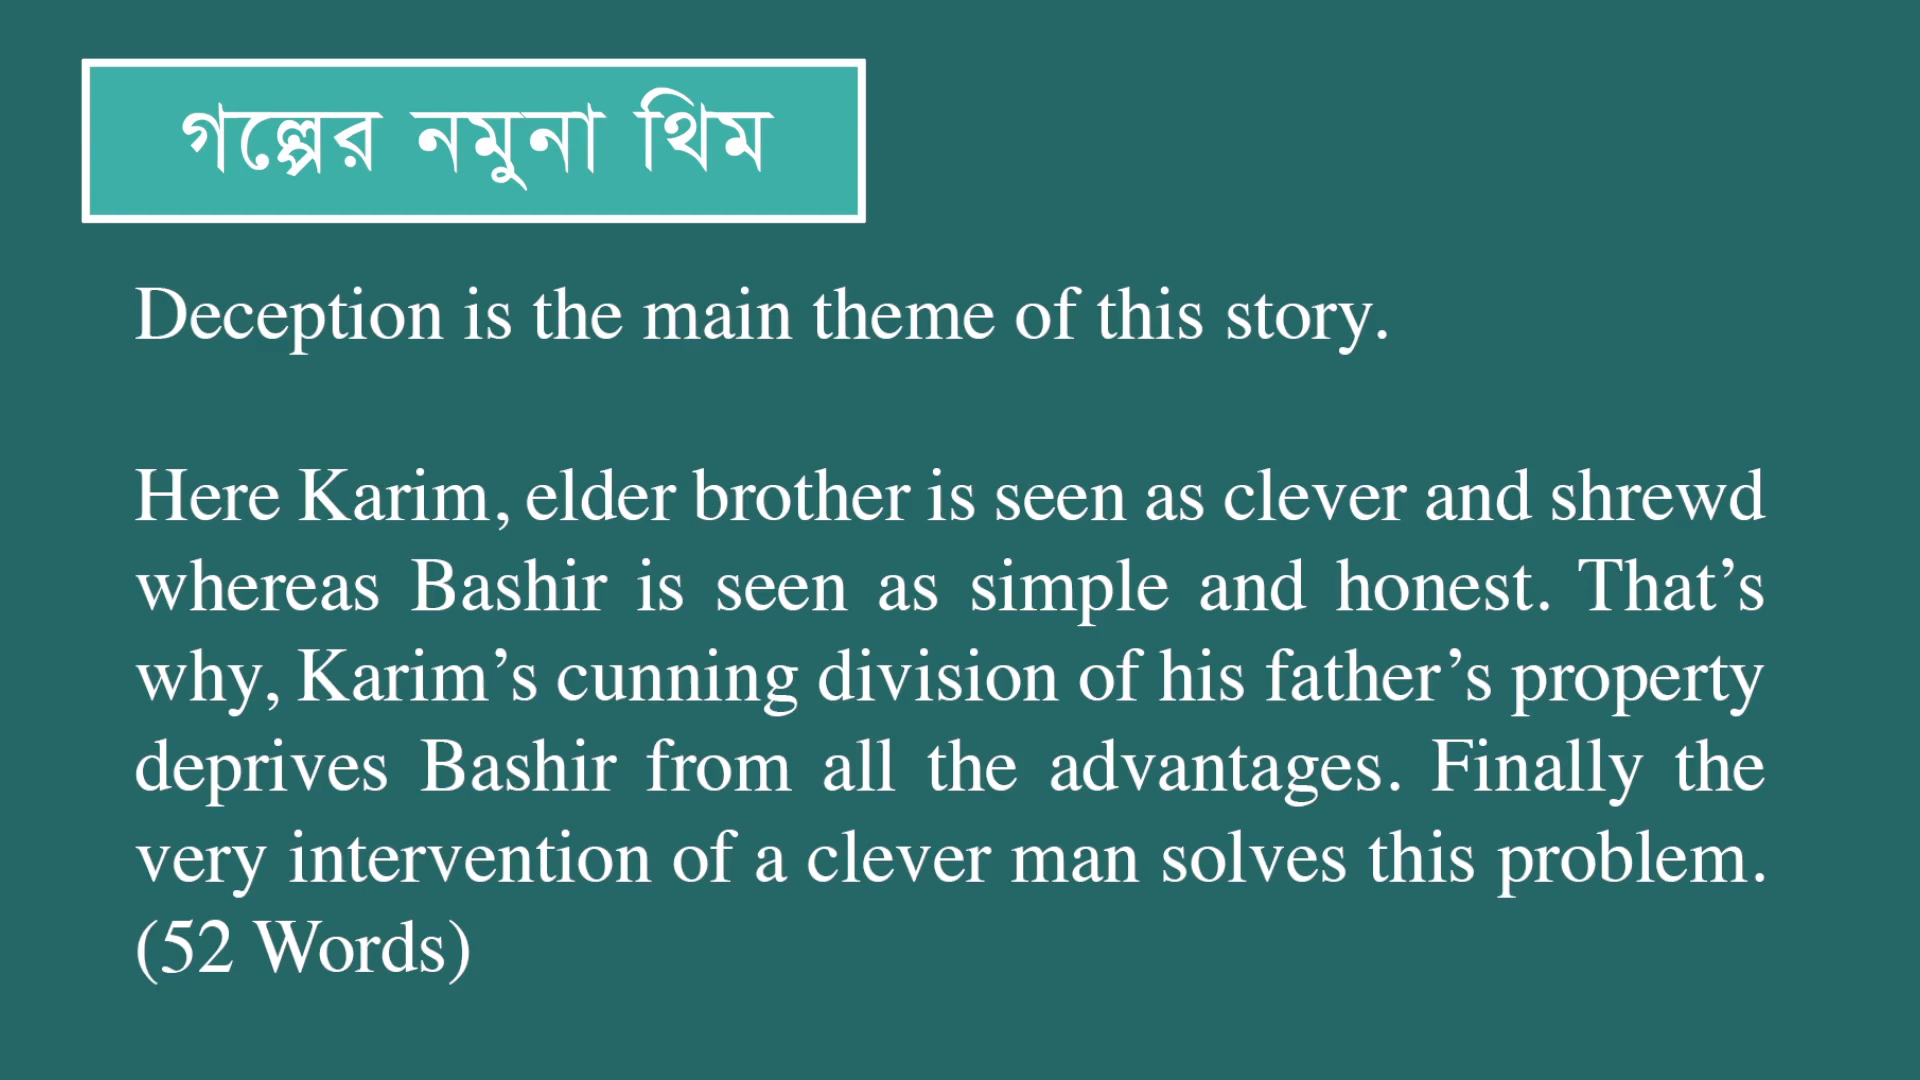 গল্পের নমুনা থিম
Deception is the main theme of this story.
Here Karim, elder brother is seen as clever and shrewd
whereas Bashir is seen as simple and honest. That’s
why, Karim’s cunning division of his father’s property
deprives Bashir from all the advantages. Finally the
very intervention of a clever man solves this problem.
(52 Words)